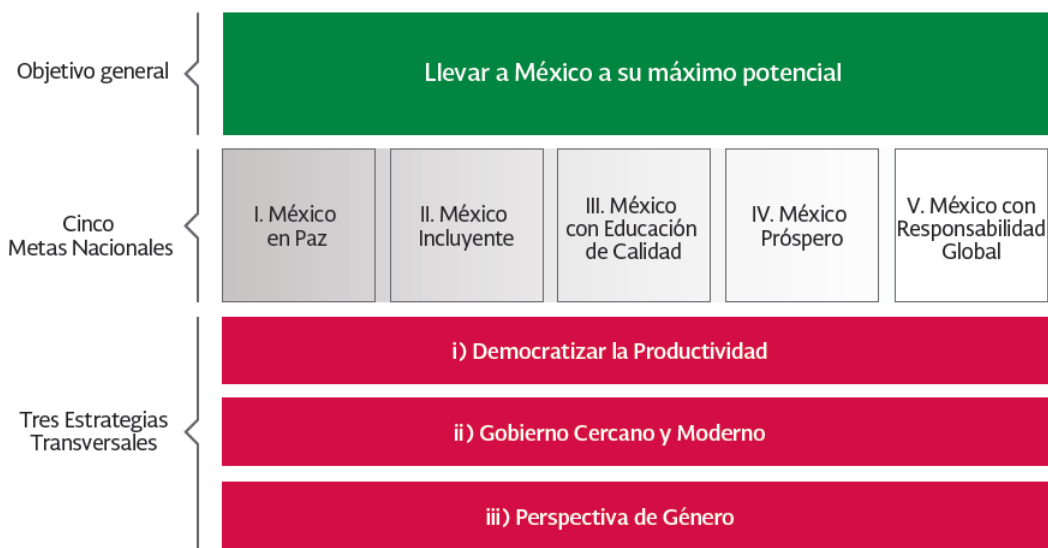 Objetivo general
Llevar a México a su máximo potencial
Cinco
Metas Nacionales
I. México
en Paz
II. México
Incluyente
III. México
con Educación
de Calidad
IV. México
Próspero
V. México con
Responsabilidad
Global
Tres Estrategias
Transversales
i) Democratizar la Productividad
ii) Gobierno Cercano y Moderno
iii) Perspectiva de Género